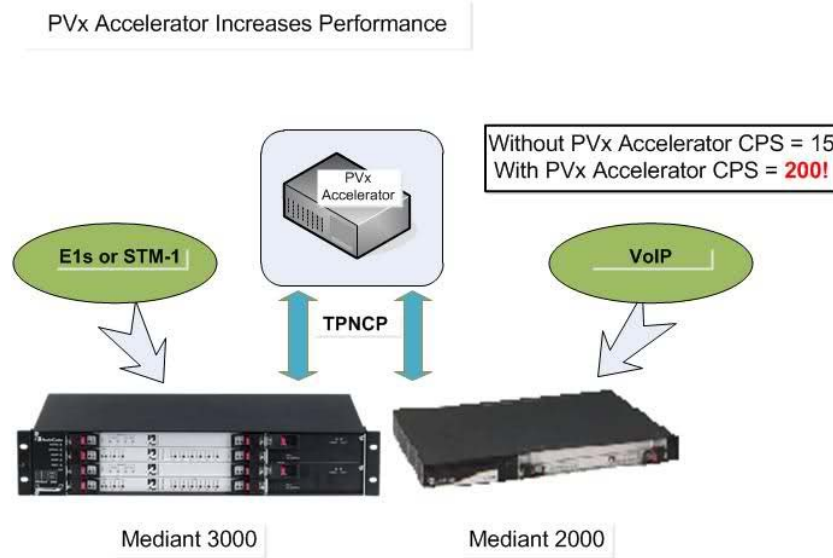 PVx Accelerator Increases Performance
Without PVx Accelerator CPS = 15
With PVx Accelerator CPS = 200!
PVx
Accelerator
E1s or STM-1
VoIP
TPNCP
Mediant 3000
Mediant 2000